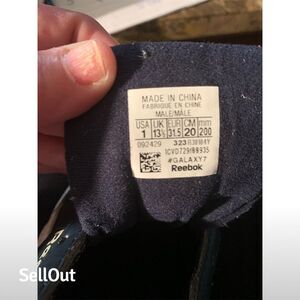 MADE IN CHINA
FABRIQUE EN CHINE
MALE/MÂLE
USA UK EUR CM mm
1 13½ 31.5 20 200
092429
#GALAXY7
Reebok
SellOut